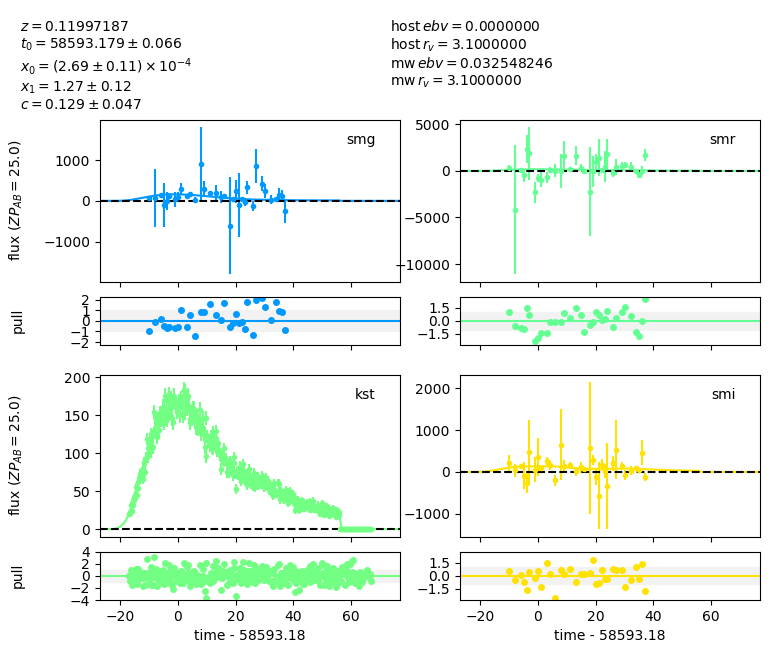 z = 0.11997187
t₀ = 58593.179 ± 0.066
x₀ = (2.69 ± 0.11) × 10⁻⁴
x₁ = 1.27 ± 0.12
c = 0.129 ± 0.047
host ebv = 0.0000000
host r_v = 3.1000000
mw ebv = 0.032548246
mw r_v = 3.1000000
flux (ZP_AB = 25.0)
1000
0
−1000
smg
5000
0
−5000
−10000
smr
pull
2
1
0
−1
−2
1.5
0.0
−1.5
flux (ZP_AB = 25.0)
200
150
100
50
0
kst
2000
1000
0
−1000
smi
pull
4
2
0
−2
−4
1.5
0.0
−1.5
−20 0 20 40 60
−20 0 20 40 60
time - 58593.18
time - 58593.18